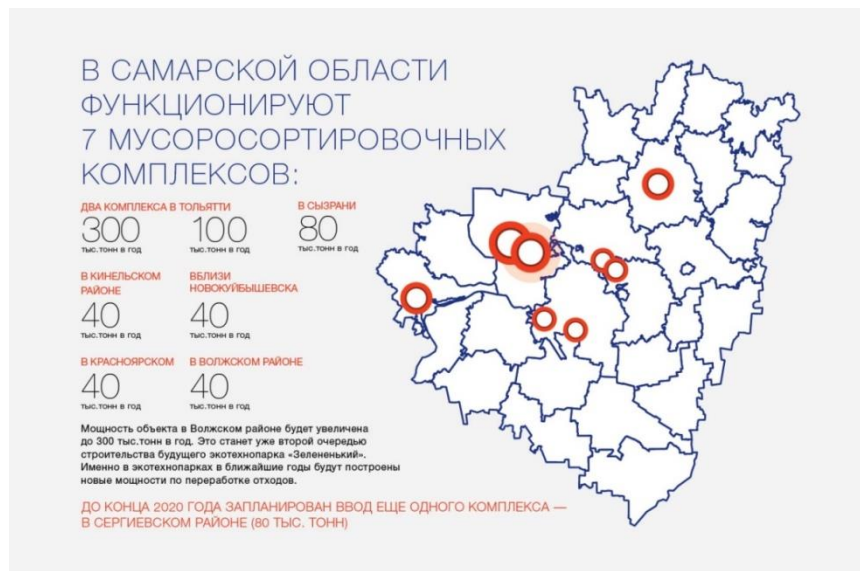 В САМАРСКОЙ ОБЛАСТИ
ФУНКЦИОНИРУЮТ
7 МУСОРОСОРТИРОВОЧНЫХ
КОМПЛЕКСОВ:
ДВА КОМПЛЕКСА В ТОЛЬЯТТИ
300
тыс.тонн в год
100
тыс.тонн в год
В СЫЗРАНИ
80
тыс.тонн в год
В КИНЕЛЬСКОМ
РАЙОНЕ
40
тыс.тонн в год
ВБЛИЗИ
НОВОКУЙБЫШЕВСКА
40
тыс.тонн в год
В КРАСНОЯРСКОМ
40
тыс.тонн в год
В ВОЛЖСКОМ РАЙОНЕ
40
тыс.тонн в год
Мощность объекта в Волжском районе будет увеличена
до 300 тыс.тонн в год. Это станет уже второй очередью
строительства будущего экотехнопарка «Зелененький».
Именно в экотехнопарках в ближайшие годы будут построены
новые мощности по переработке отходов.
ДО КОНЦА 2020 ГОДА ЗАПЛАНИРОВАН ВВОД ЕЩЕ ОДНОГО КОМПЛЕКСА —
В СЕРГИЕВСКОМ РАЙОНЕ (80 ТЫС. ТОНН)